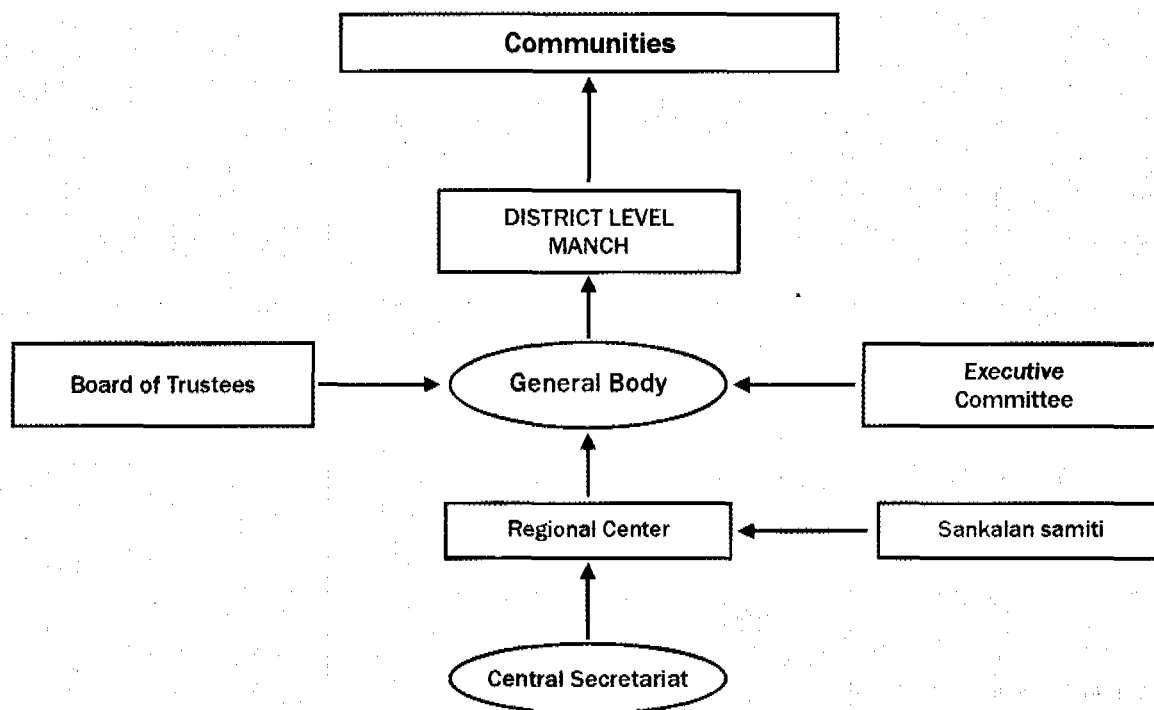 Communities
DISTRICT LEVEL
MANCH
Board of Trustees
General Body
Executive
Committee
Regional Center
Sankalan samiti
Central Secretariat